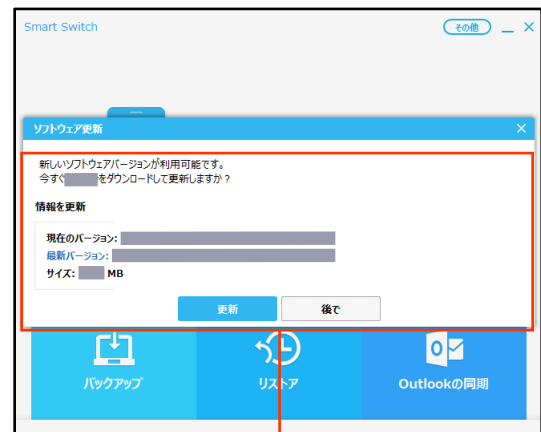 Smart Switch
その他
ソフトウェア更新
新しいソフトウェアバージョンが利用可能です。
今すぐ をダウンロードして更新しますか？
情報を更新
現在のバージョン:
最新バージョン:
サイズ: MB
更新
後で
バックアップ
リストア
Outlookの同期